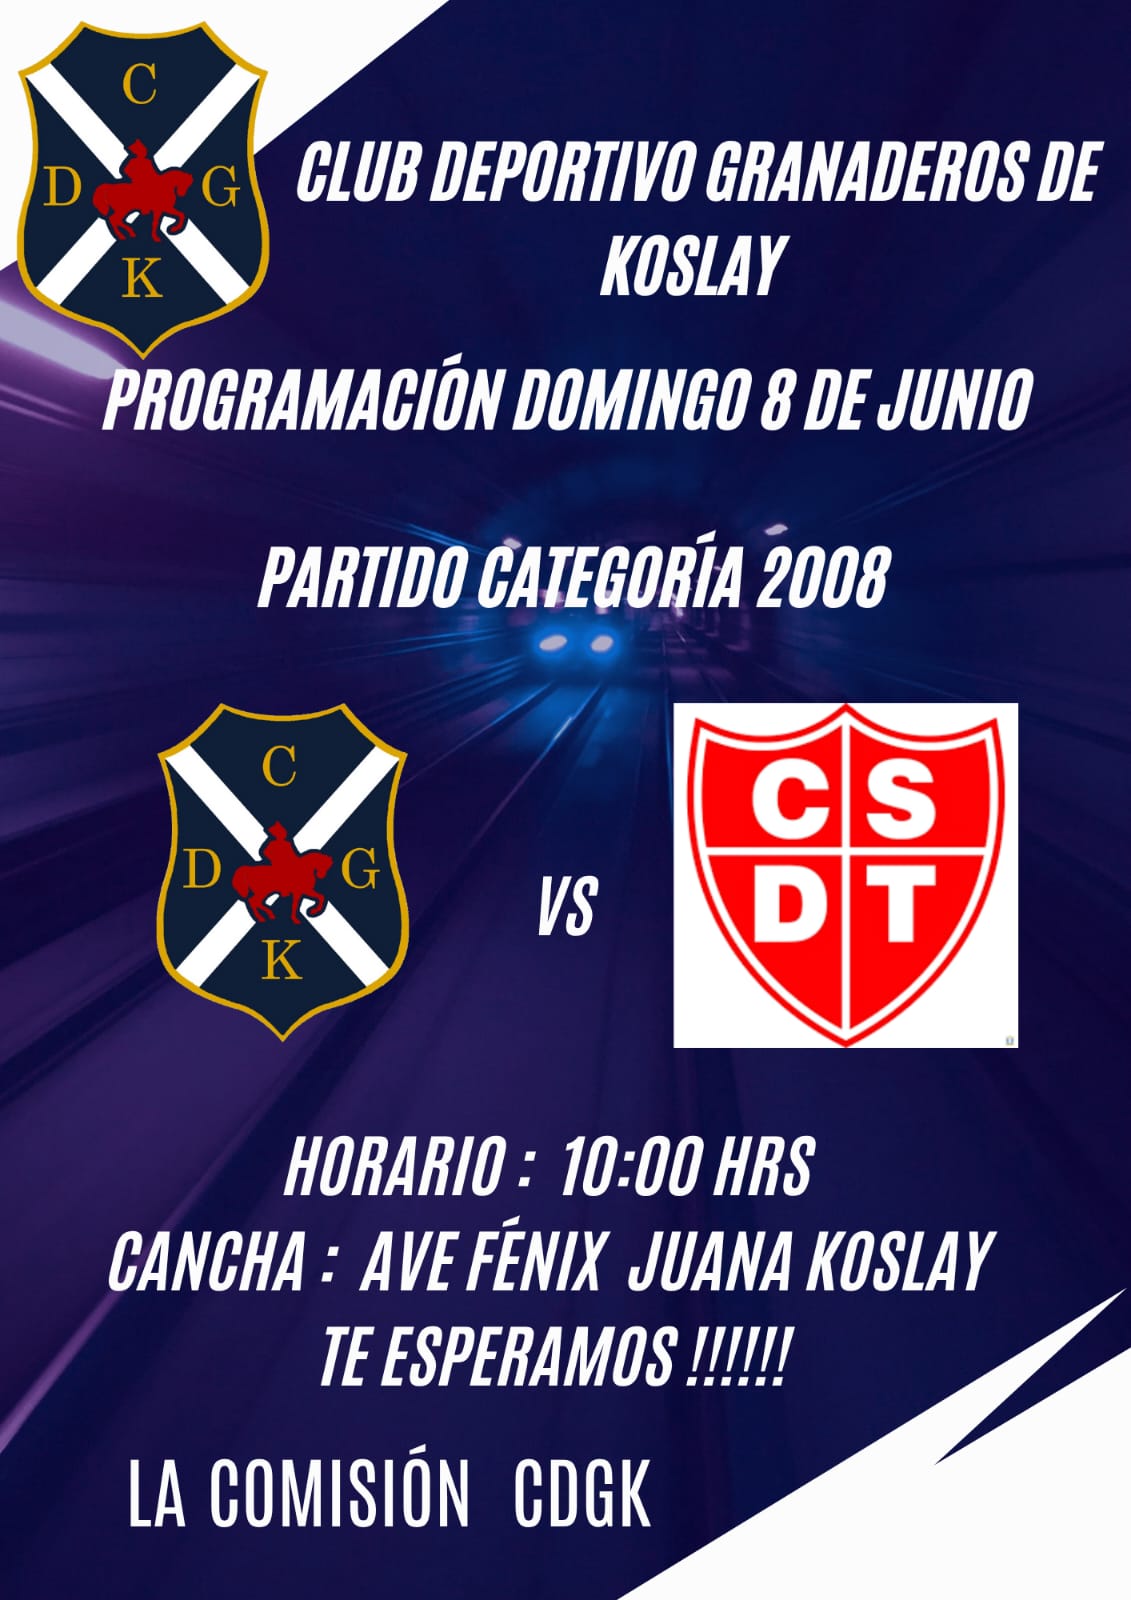 C
D G
K
CLUB DEPORTIVO GRANADEROS DE
KOSLAY
PROGRAMACIÓN DOMINGO 8 DE JUNIO
PARTIDO CATEGORÍA 2008
C
D G
K
VS
CS
DT
HORARIO : 10:00 HRS
CANCHA : AVE FÉNIX JUANA KOSLAY
TE ESPERAMOS !!!!!!
LA COMISIÓN CDGK